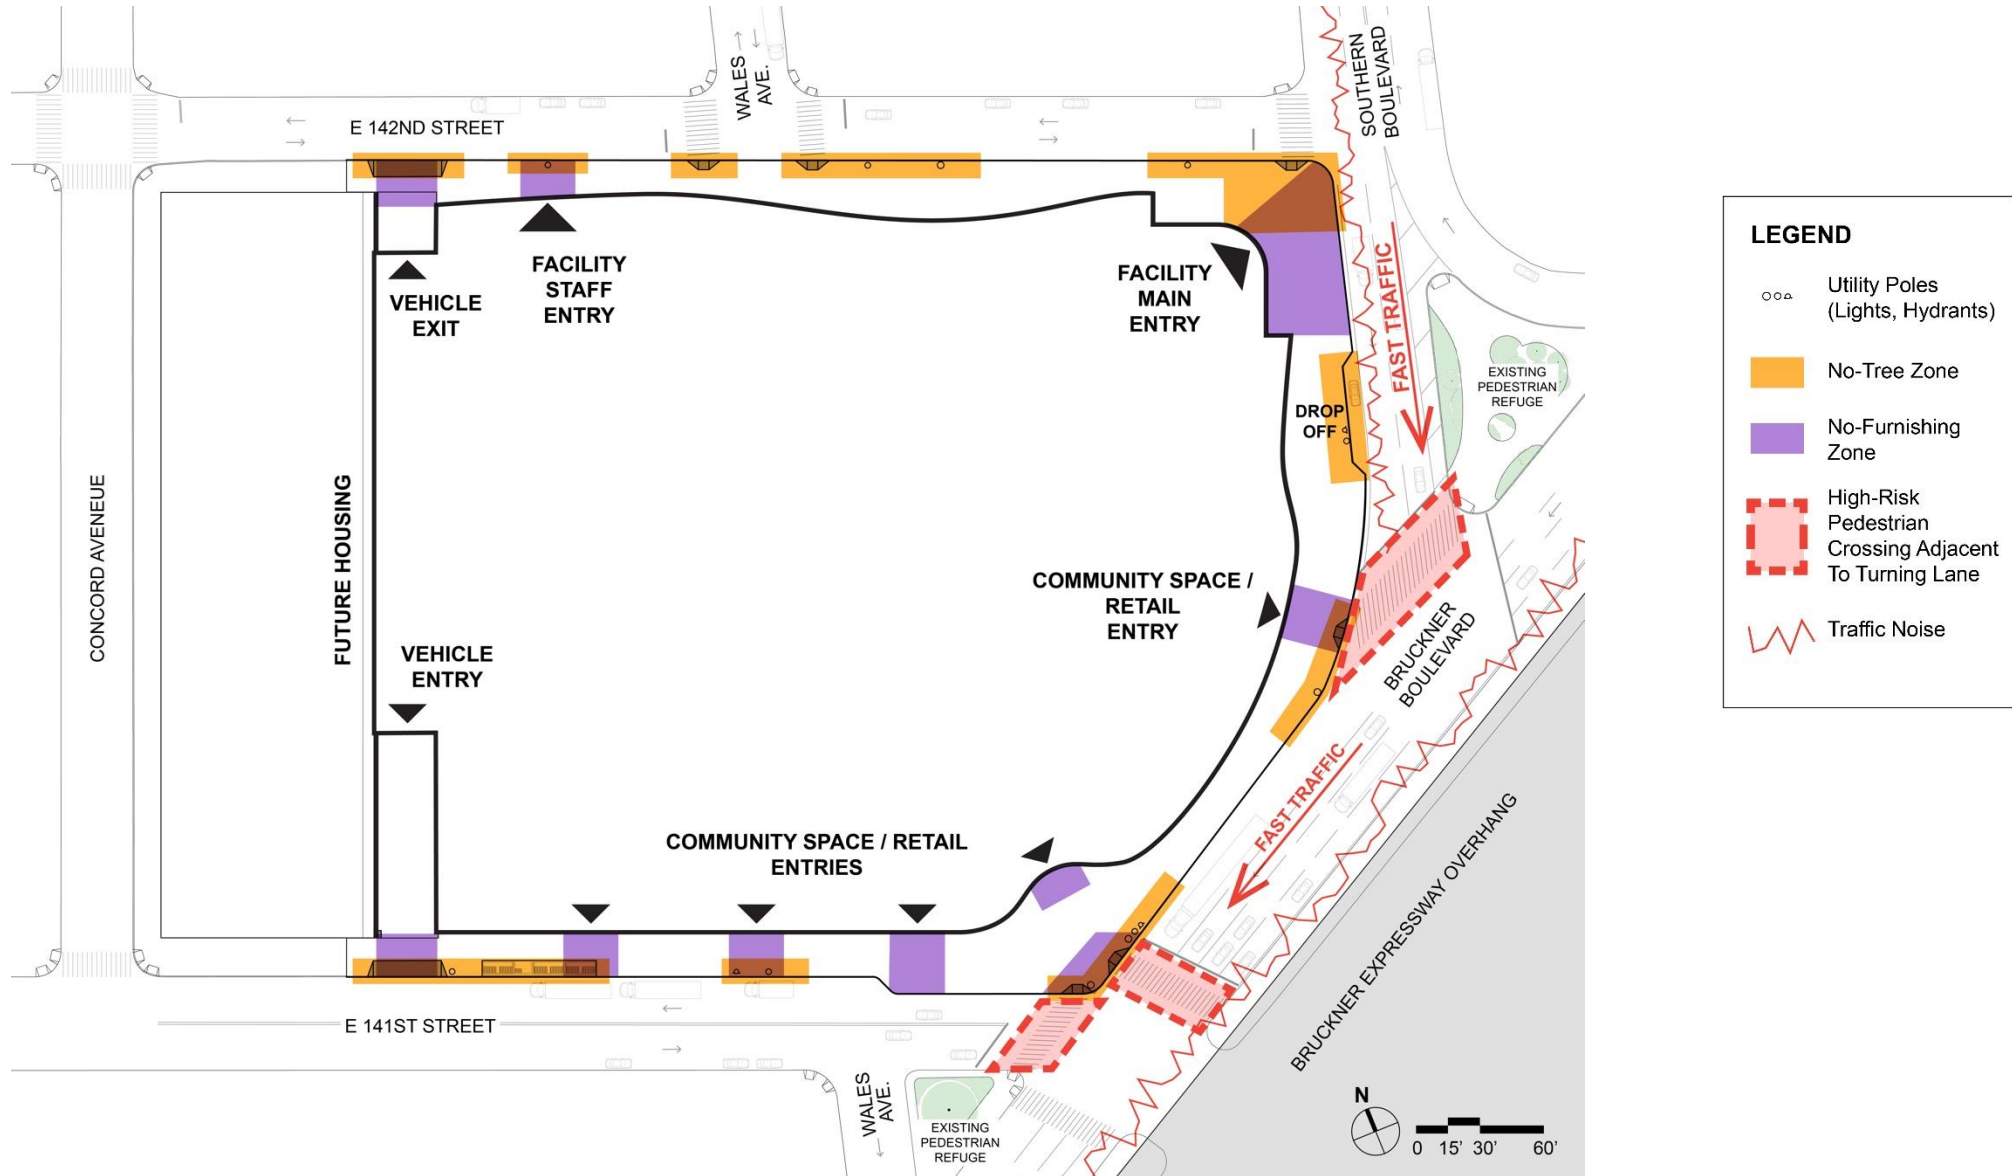 WALES
AVE.
SOUTHERN
BOULEVARD
E 142ND STREET
FACILITY
STAFF
ENTRY
VEHICLE
EXIT
FACILITY
MAIN
ENTRY
FAST TRAFFIC
EXISTING
PEDESTRIAN
REFUGE
DROP
OFF
CONCORD AVENEUE
FUTURE HOUSING
COMMUNITY SPACE /
RETAIL
ENTRY
VEHICLE
ENTRY
BRUCKNER
BOULEVARD
FAST TRAFFIC
COMMUNITY SPACE / RETAIL
ENTRIES
BRUCKNER EXPRESSWAY OVERHANG
E 141ST STREET
WALES
AVE.
EXISTING
PEDESTRIAN
REFUGE
N
0 15' 30' 60'
LEGEND
Utility Poles
(Lights, Hydrants)
No-Tree Zone
No-Furnishing
Zone
High-Risk
Pedestrian
Crossing Adjacent
To Turning Lane
Traffic Noise